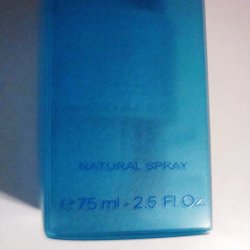 NATURAL SPRAY
℮ 75 ml - 2.5 Fl. Oz.